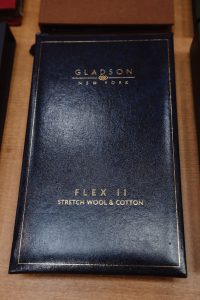 GLADSON
NEW YORK
FLEX II
STRETCH WOOL & COTTON